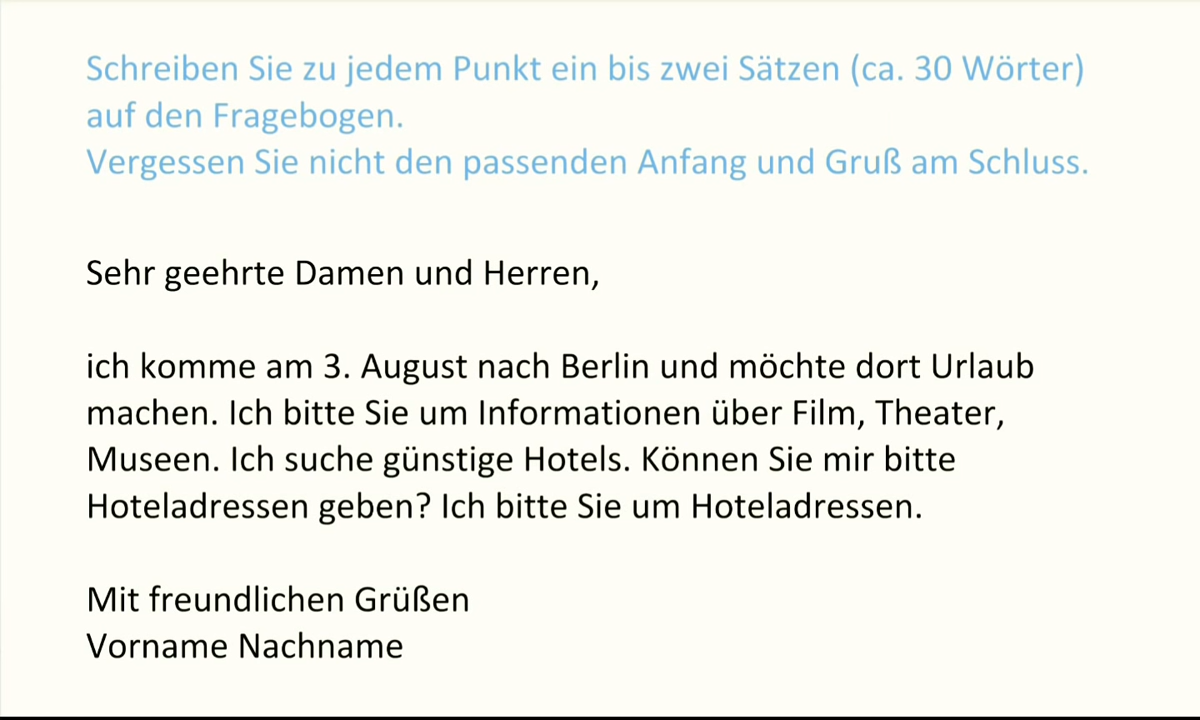 Schreiben Sie zu jedem Punkt ein bis zwei Sätzen (ca. 30 Wörter)
auf den Fragebogen.
Vergessen Sie nicht den passenden Anfang und Gruß am Schluss.
Sehr geehrte Damen und Herren,
ich komme am 3. August nach Berlin und möchte dort Urlaub
machen. Ich bitte Sie um Informationen über Film, Theater,
Museen. Ich suche günstige Hotels. Können Sie mir bitte
Hoteladressen geben? Ich bitte Sie um Hoteladressen.
Mit freundlichen Grüßen
Vorname Nachname